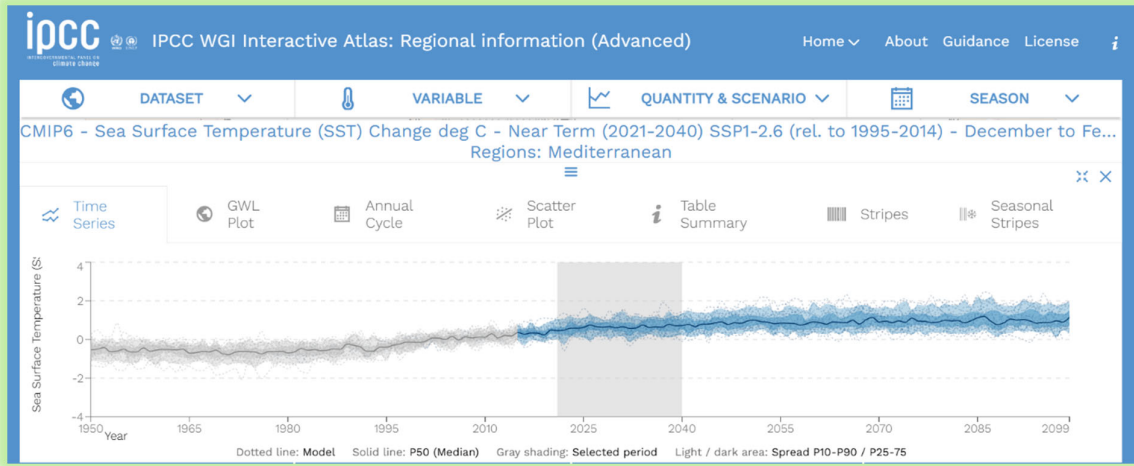 ipcc
INTERGOVERNMENTAL PANEL ON
climate change
IPCC WGI Interactive Atlas: Regional information (Advanced)
Home About Guidance License i
DATASET VARIABLE QUANTITY & SCENARIO SEASON
CMIP6 - Sea Surface Temperature (SST) Change deg C - Near Term (2021-2040) SSP1-2.6 (rel. to 1995-2014) - December to Fe...
Regions: Mediterranean
Time Series
GWL Plot
Annual Cycle
Scatter Plot
Table Summary
Stripes
Seasonal Stripes
Sea Surface Temperature (S
4
2
0
-2
-4
1950 1965 1980 1995 2010 2025 2040 2055 2070 2085 2099
Year
Dotted line: Model Solid line: P50 (Median) Gray shading: Selected period Light / dark area: Spread P10-P90 / P25-75